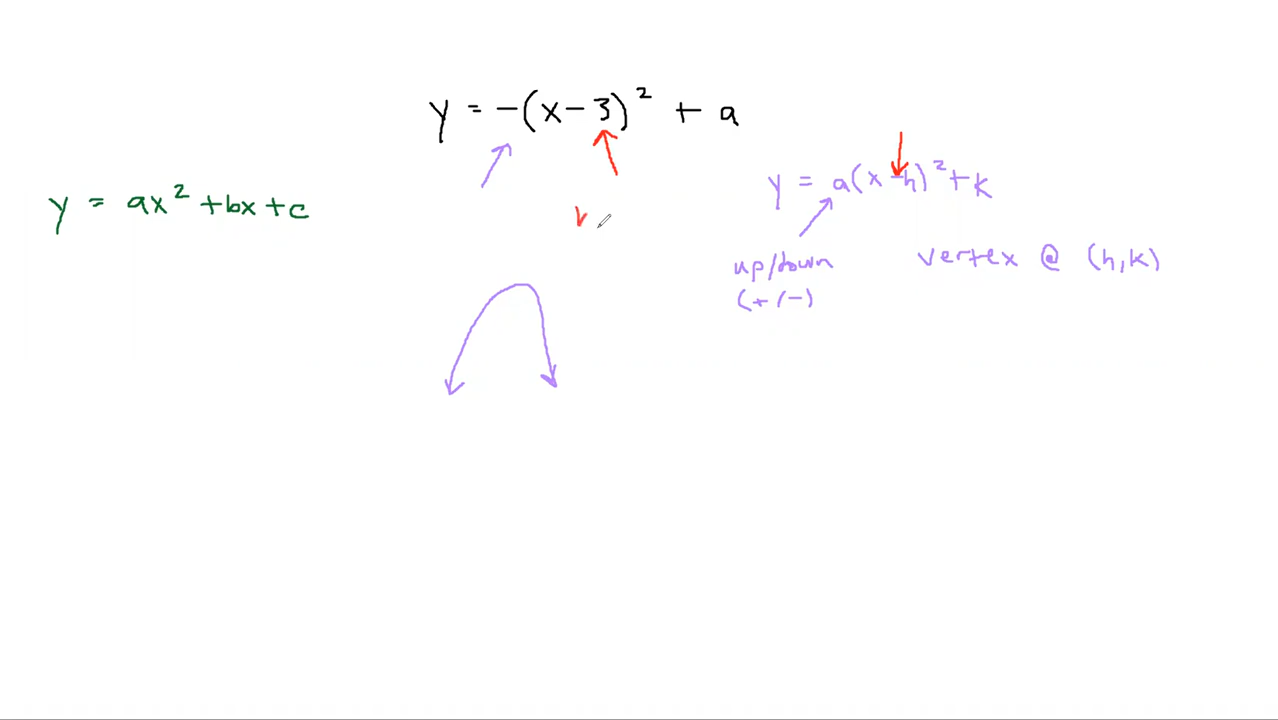 y = -(x-3)² + a
y = a(x-h)² + k
y = ax² + bx + c
up/down
(+/-)
vertex @ (h,k)